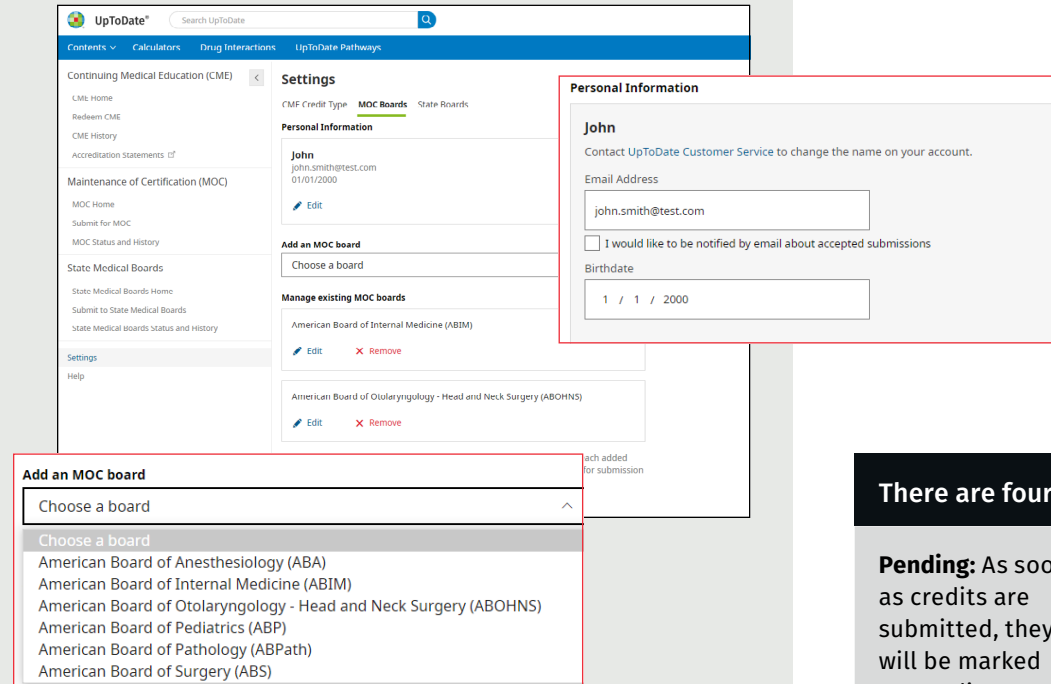 UpToDate®
Search UpToDate
Contents Calculators Drug Interactions UpToDate Pathways
Continuing Medical Education (CME)
CME Home
Redeem CME
CME History
Accreditation Statements
Maintenance of Certification (MOC)
MOC Home
Submit for MOC
MOC Status and History
State Medical Boards
State Medical Boards Home
Submit to State Medical Boards
State Medical Boards Status and History
Settings
Help
Settings
CME Credit Type MOC Boards State Boards
Personal Information
John
john.smith@test.com
01/01/2000
Edit
Add an MOC board
Choose a board
Manage existing MOC boards
American Board of Internal Medicine (ABIM)
Edit Remove
American Board of Otolaryngology - Head and Neck Surgery (ABOHNS)
Edit Remove
ach added
for submission
Personal Information
John
Contact UpToDate Customer Service to change the name on your account.
Email Address
john.smith@test.com
I would like to be notified by email about accepted submissions
Birthdate
1 / 1 / 2000
Add an MOC board
Choose a board
Choose a board
American Board of Anesthesiology (ABA)
American Board of Internal Medicine (ABIM)
American Board of Otolaryngology - Head and Neck Surgery (ABOHNS)
American Board of Pediatrics (ABP)
American Board of Pathology (ABPath)
American Board of Surgery (ABS)
There are four
Pending: As soo
as credits are
submitted, they
will be marked